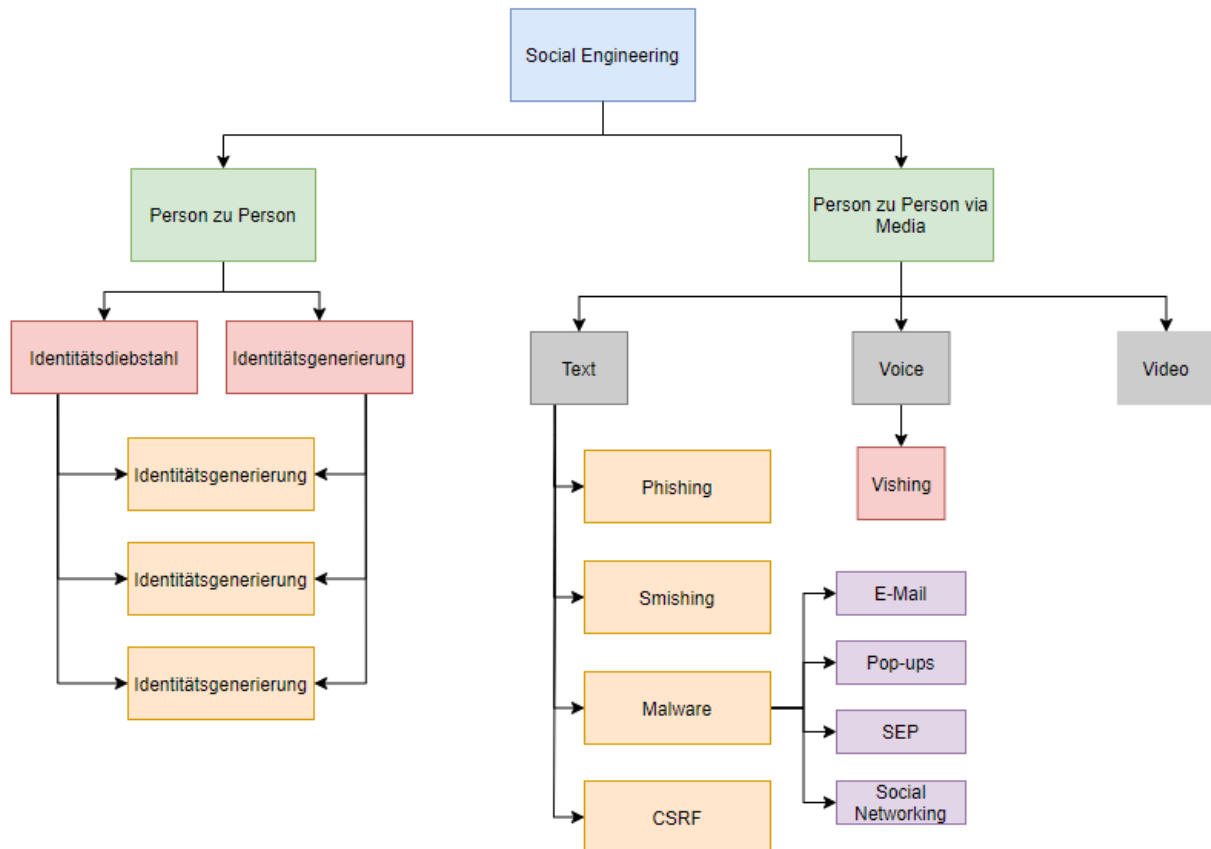 Social Engineering
Person zu Person
Person zu Person via
Media
Identitätsdiebstahl
Identitätsgenerierung
Text
Voice
Video
Identitätsgenerierung
Identitätsgenerierung
Identitätsgenerierung
Phishing
Vishing
Smishing
Malware
CSRF
E-Mail
Pop-ups
SEP
Social
Networking